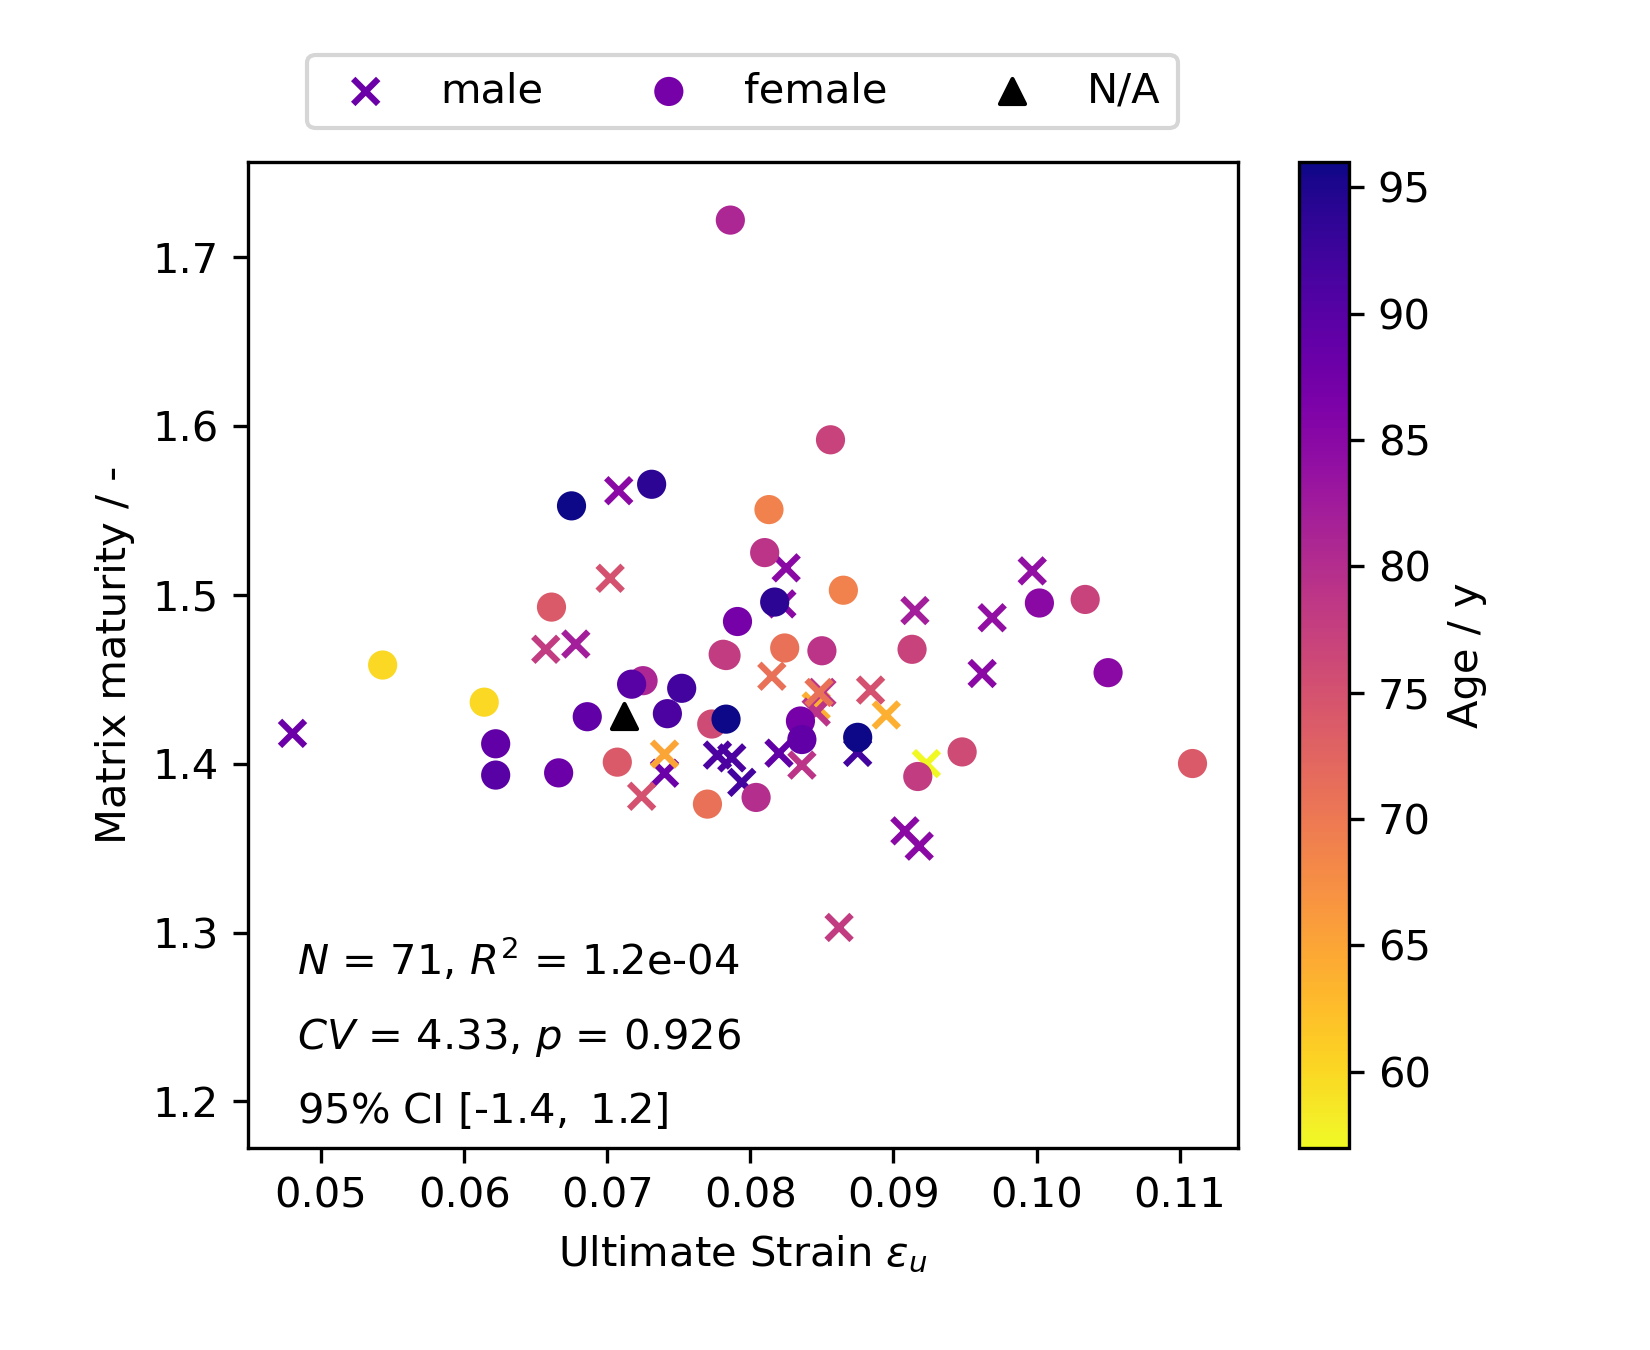 male female N/A
Matrix maturity / -
1.7
1.6
1.5
1.4
1.3
1.2
N = 71, R² = 1.2e-04
CV = 4.33, p = 0.926
95% CI [-1.4, 1.2]
0.05 0.06 0.07 0.08 0.09 0.10 0.11
Ultimate Strain εᵤ
95
90
85
80
75
70
65
60
Age / y